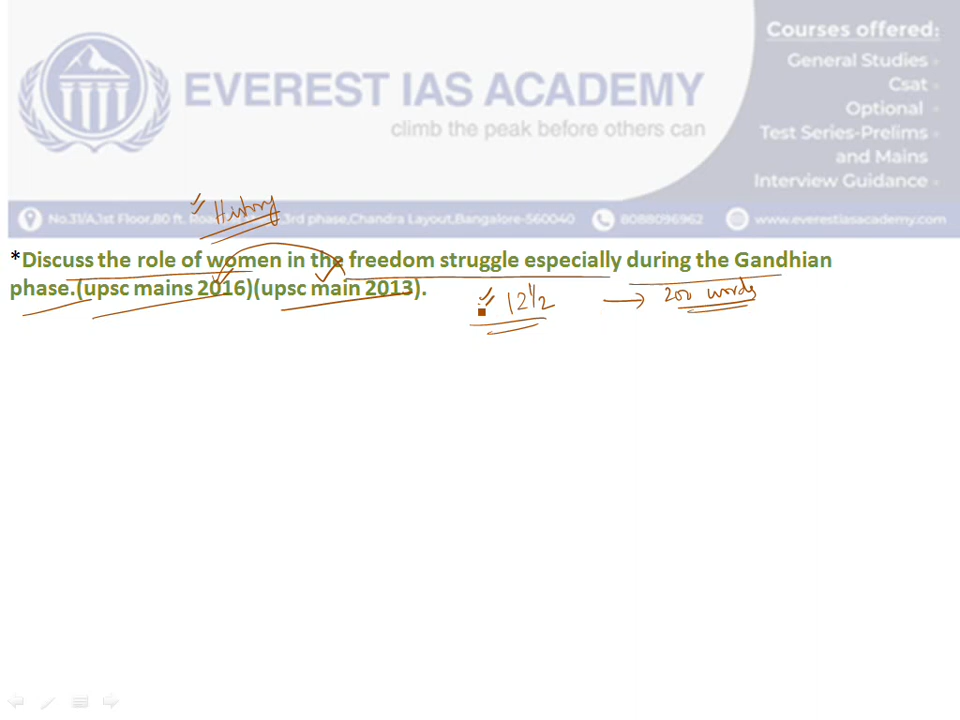 Courses offered:
General Studies
Csat
Optional
Test Series-Prelims
and Mains
Interview Guidance
EVEREST IAS ACADEMY
climb the peak before others can
History
No.31/A,1st Floor,80 ft. 3rd phase,Chandra Layout,Bangalore-560040 8088096962 www.everestiasacademy.com
*Discuss the role of women in the freedom struggle especially during the Gandhian
phase.(upsc mains 2016)(upsc main 2013).
12½ → 200 words